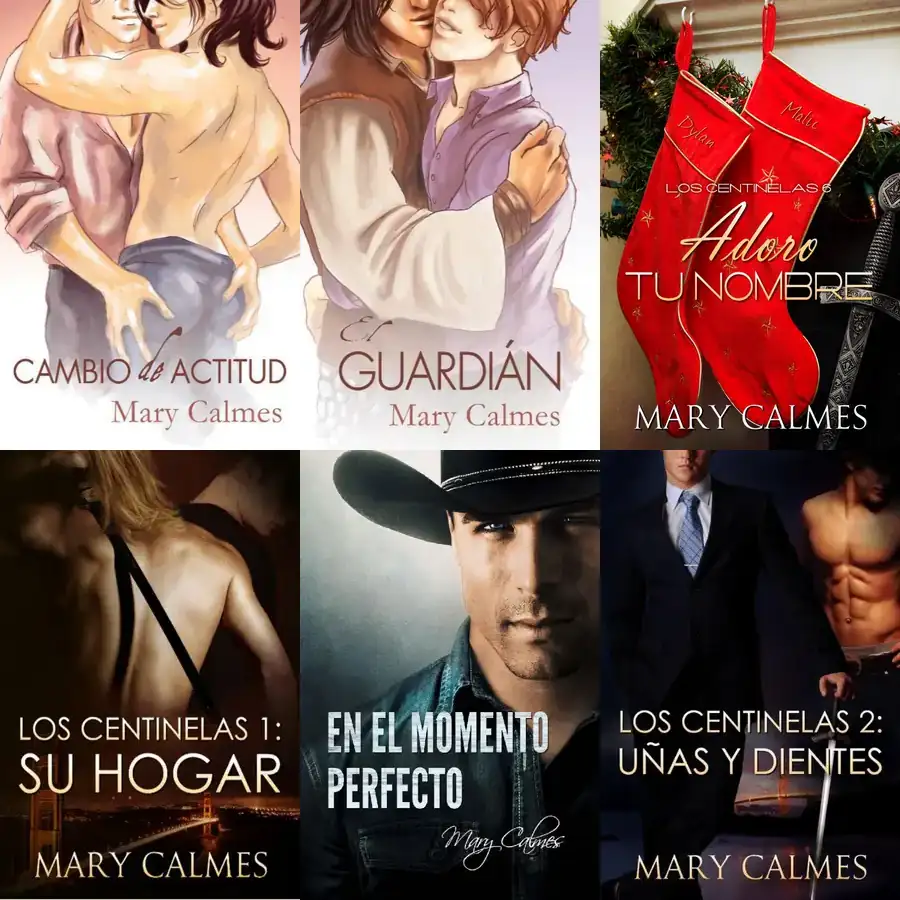 CAMBIO de ACTITUD
Mary Calmes
El
GUARDIÁN
Mary Calmes
Dylan
Malic
LOS CENTINELAS 6
Adoro
TU NOMBRE
MARY CALMES
LOS CENTINELAS 1:
SU HOGAR
MARY CALMES
EN EL MOMENTO
PERFECTO
Mary Calmes
LOS CENTINELAS 2:
UÑAS Y DIENTES
MARY CALMES